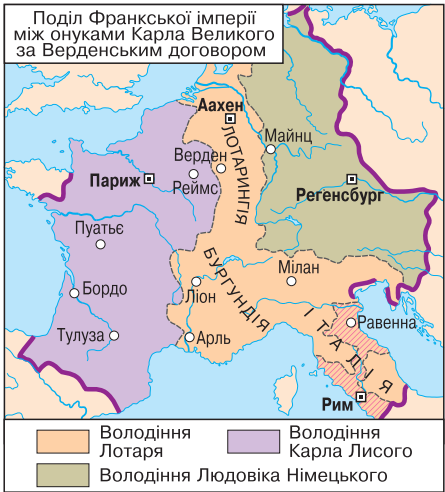 Поділ Франкської імперії
між онуками Карла Великого
за Верденським договором
Аахен
ЛОТАРИНГІЯ
Майнц
Верден
Реймс
Париж
Регенсбург
Пуатьє
БУРГУНДІЯ
Мілан
Бордо
Ліон
ІТАЛІЯ
Равенна
Тулуза
Арль
Рим
Володіння
Лотаря
Володіння
Карла Лисого
Володіння Людовіка Німецького